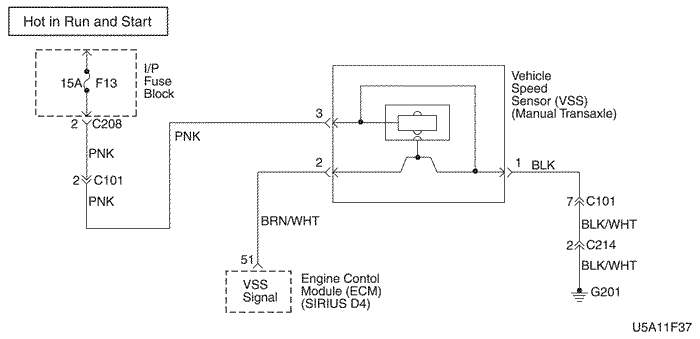 Hot in Run and Start
15A F13
I/P
Fuse
Block
2 C208
PNK
2 C101
PNK
PNK
3
2
1
Vehicle
Speed
Sensor (VSS)
(Manual Transaxle)
BLK
7 C101
BLK/WHT
2 C214
BLK/WHT
G201
BRN/WHT
51
VSS
Signal
Engine Contol
Module (ECM)
(SIRIUS D4)
U5A11F37